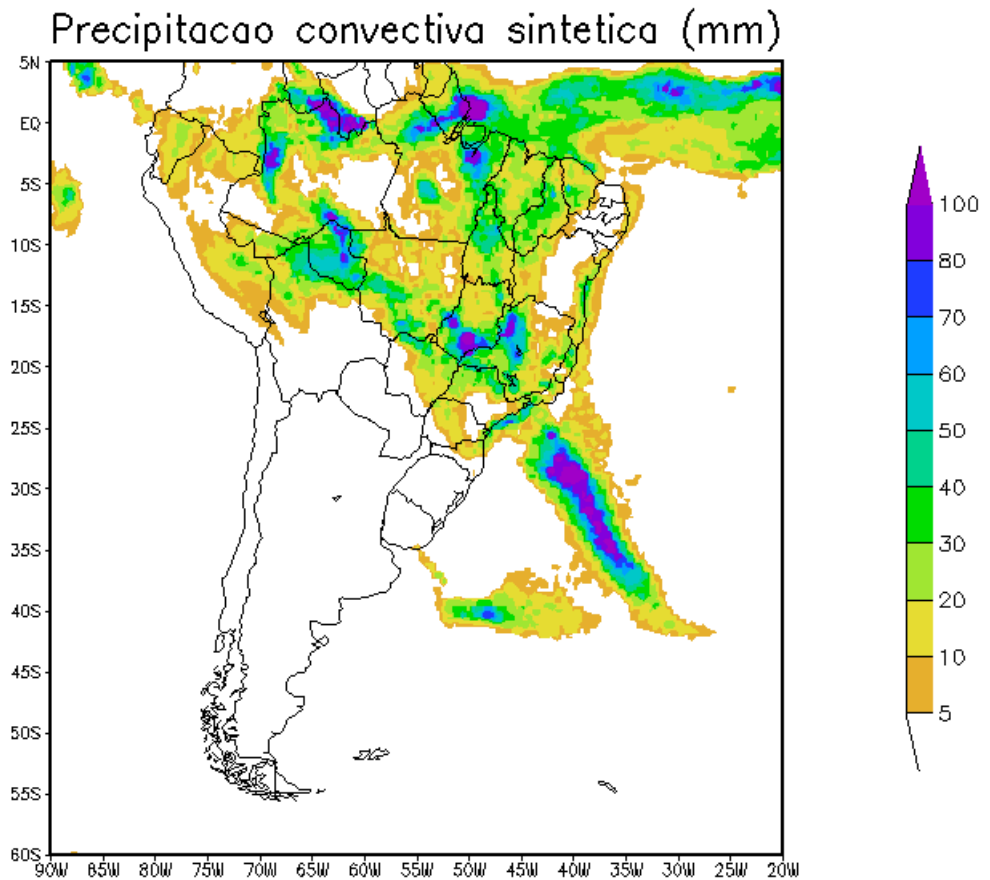 Precipitacao convectiva sintetica (mm)
5N
EQ
5S
10S
15S
20S
25S
30S
35S
40S
45S
50S
55S
60S
90W 85W 80W 75W 70W 65W 60W 55W 50W 45W 40W 35W 30W 25W 20W
100
80
70
60
50
40
30
20
10
5